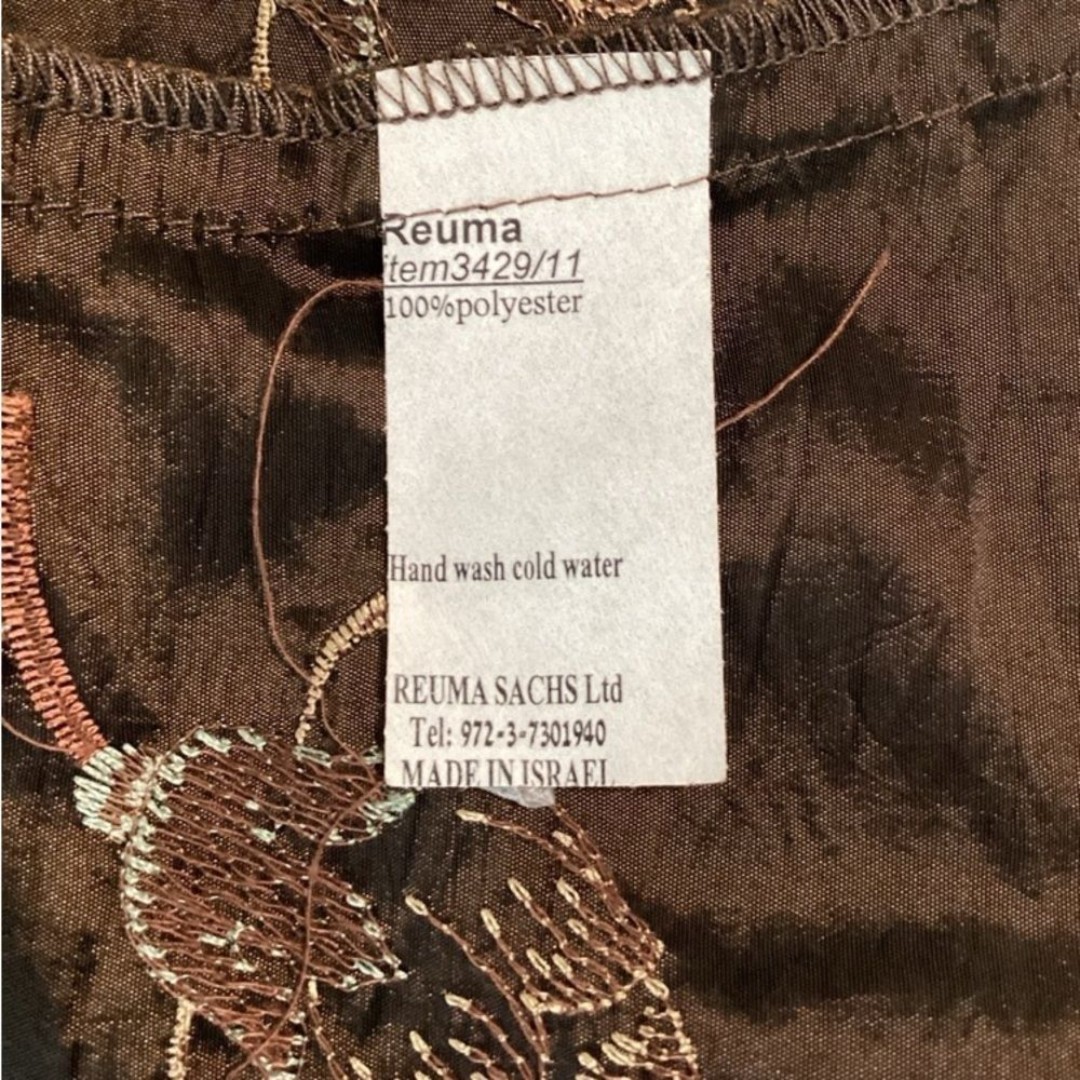 Reuma
item3429/11
100%polyester
Hand wash cold water
REUMA SACHS Ltd
Tel: 972-3-7301940
MADE IN ISRAEL